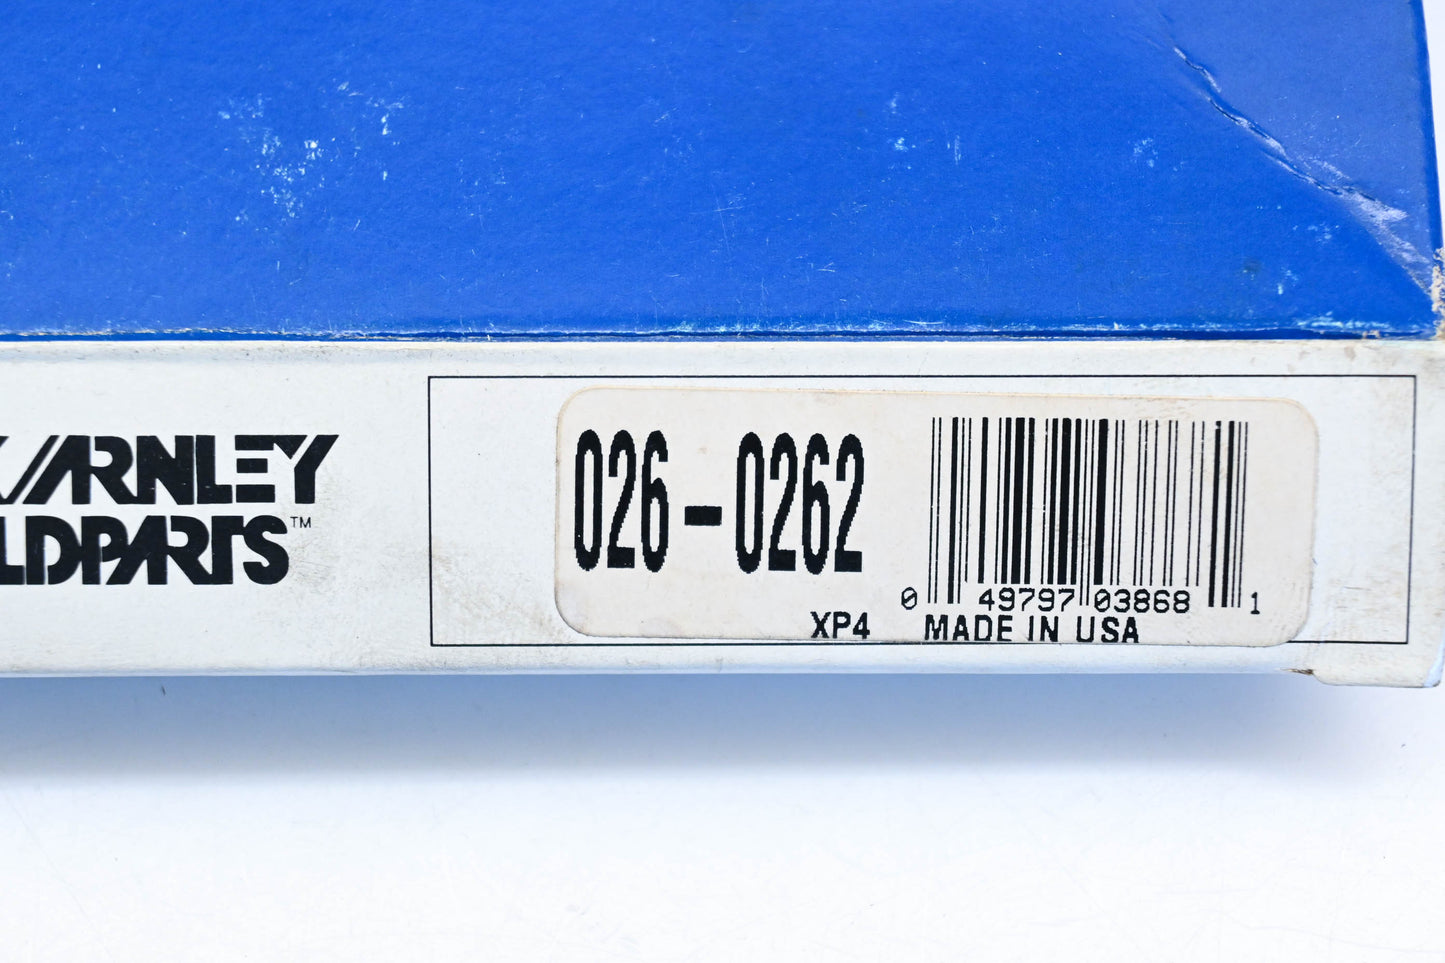 ARNLEY
LDPARTS™
026-0262
0 49797 03868 1
XP4 MADE IN USA